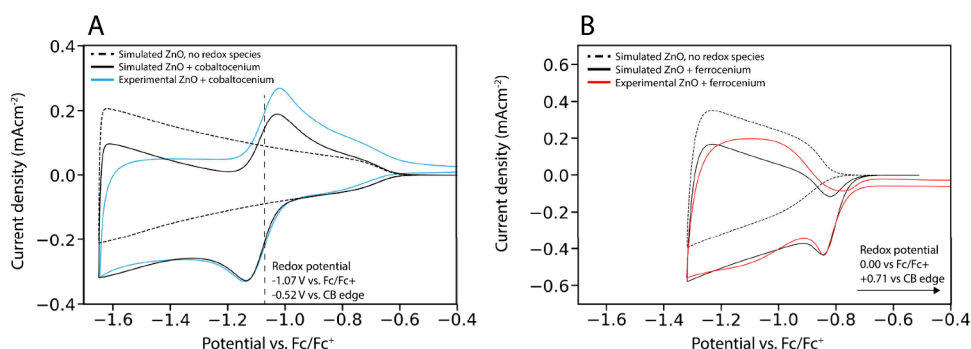 A
Simulated ZnO, no redox species
Simulated ZnO + cobaltocenium
Experimental ZnO + cobaltocenium
Current density (mAcm⁻²)
0.4
0.2
0.0
−0.2
−0.4
Redox potential
-1.07 V vs. Fc/Fc+
-0.52 V vs. CB edge
−1.6 −1.4 −1.2 −1.0 −0.8 −0.6 −0.4
Potential vs. Fc/Fc⁺
B
Simulated ZnO, no redox species
Simulated ZnO + ferrocenium
Experimental ZnO + ferrocenium
Current density (mAcm⁻²)
0.6
0.4
0.2
0.0
−0.2
−0.4
−0.6
Redox potential
0.00 vs Fc/Fc+
+0.71 vs CB edge
−1.6 −1.4 −1.2 −1.0 −0.8 −0.6 −0.4
Potential vs. Fc/Fc⁺